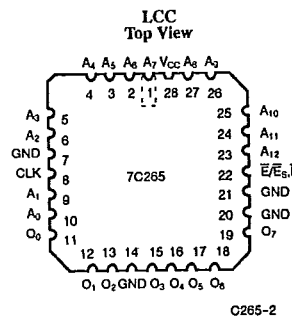 LCC
Top View
A4 A5 A6 A7 VCC A8 A9
4 3 2 1 28 27 26
A3 5 25 A10
A2 6 24 A11
GND 7 23 A12
CLK 8 7C265 22 E/ES,
A1 9 21 GND
A0 10 20 GND
O0 11 19 O7
12 13 14 15 16 17 18
O1 O2 GND O3 O4 O5 O6
C265-2